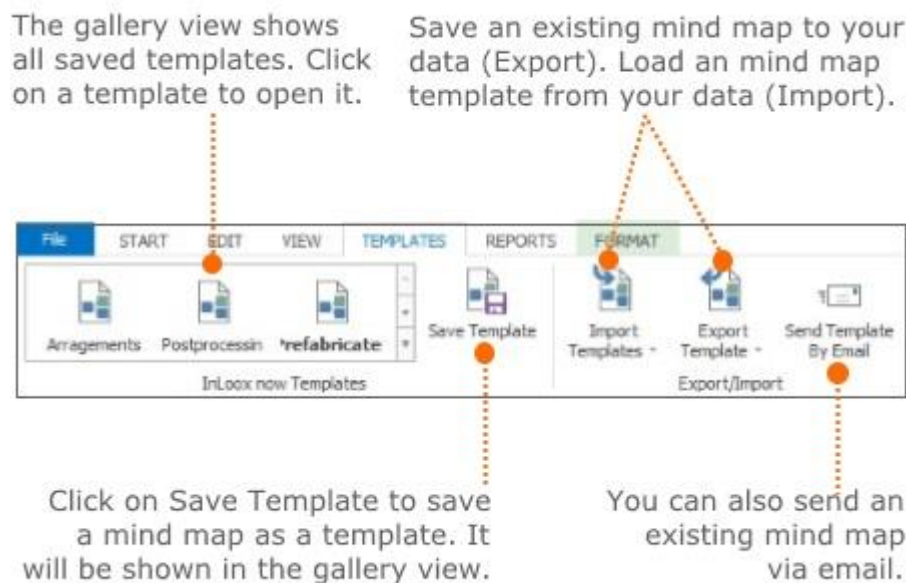 The gallery view shows
all saved templates. Click
on a template to open it.
Save an existing mind map to your
data (Export). Load an mind map
template from your data (Import).
File START EDIT VIEW TEMPLATES REPORTS FORMAT
Arragements Postprocessin refabricate
Save Template
Import
Templates
Export
Template
Send Template
By Email
InLoox now Templates
Export/Import
Click on Save Template to save
a mind map as a template. It
will be shown in the gallery view.
You can also send an
existing mind map
via email.